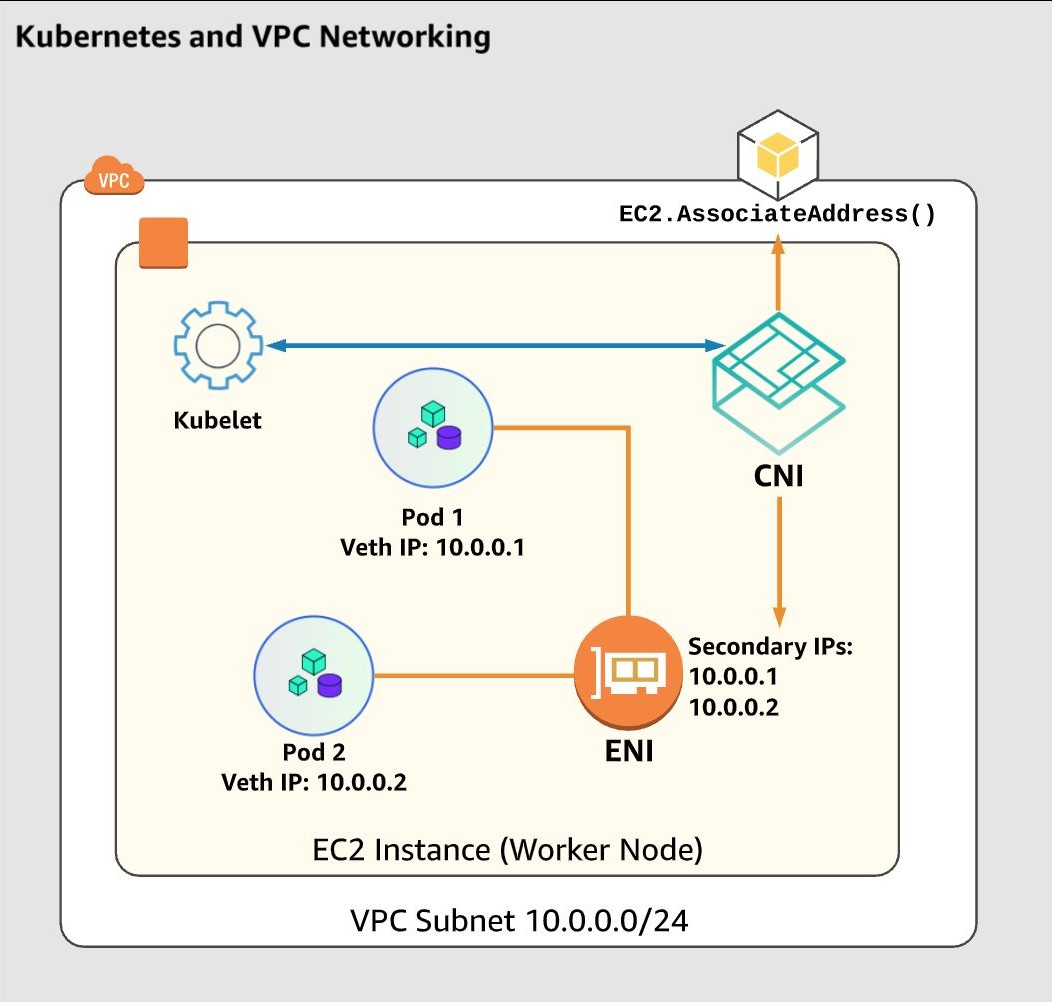 Kubernetes and VPC Networking
VPC
EC2.AssociateAddress()
Kubelet
CNI
Pod 1
Veth IP: 10.0.0.1
Secondary IPs:
10.0.0.1
10.0.0.2
ENI
Pod 2
Veth IP: 10.0.0.2
EC2 Instance (Worker Node)
VPC Subnet 10.0.0.0/24